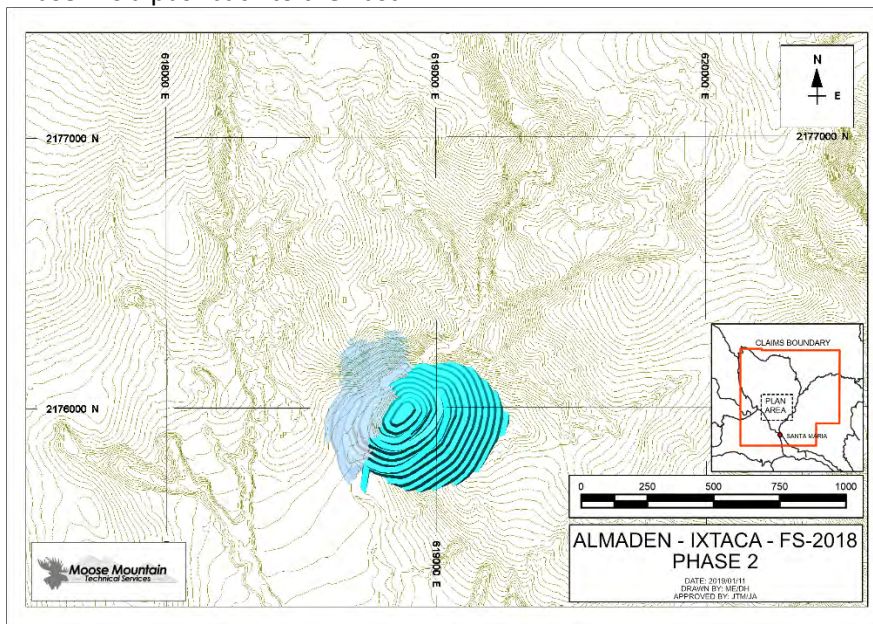 618000 E
619000 E
620000 E
N
E
2177000 N
2177000 N
CLAIMS BOUNDARY
PLAN
AREA
SANTA MARIA
2176000 N
0 250 500 750 1000
619000 E
ALMADEN - IXTACA - FS-2018
PHASE 2
DATE: 2019/01/11
DRAWN BY: ME/DH
APPROVED BY: JTM/JA
Moose Mountain
Technical Services